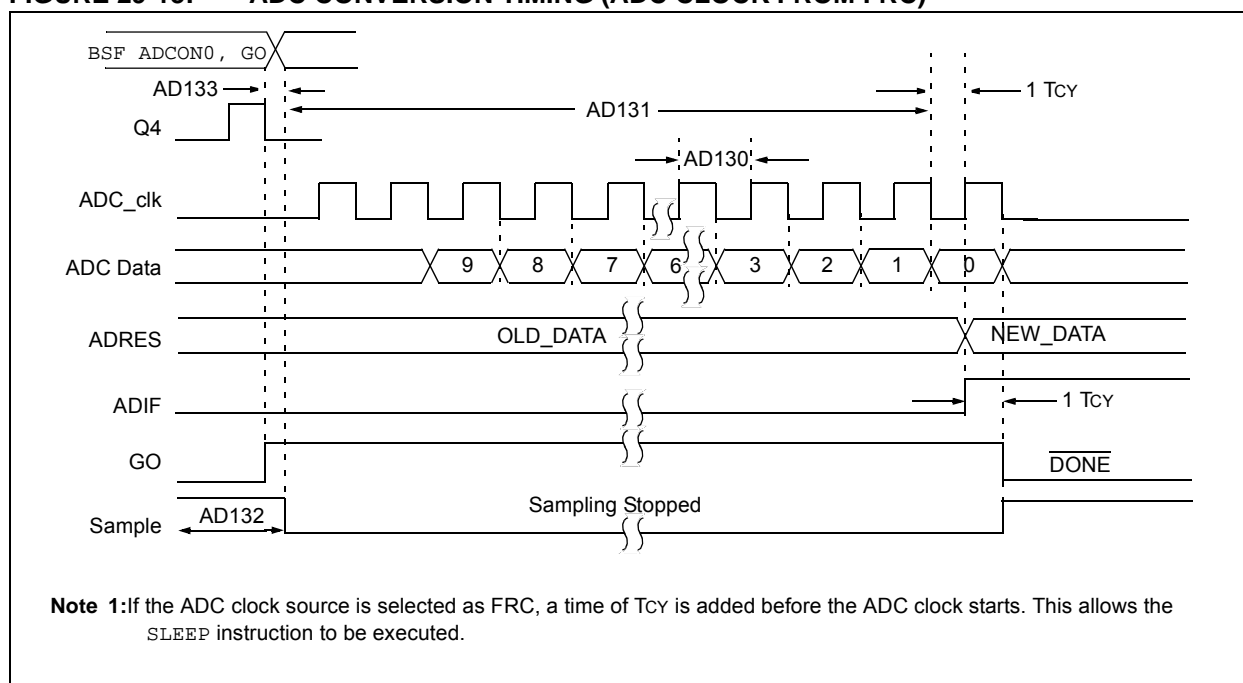 BSF ADCON0, GO
AD133
1 TCY
AD131
Q4
AD130
ADC_clk
ADC Data
9 8 7 6 3 2 1 0
OLD_DATA
NEW_DATA
ADRES
ADIF
1 TCY
GO
DONE
Sampling Stopped
AD132
Sample
Note 1:If the ADC clock source is selected as FRC, a time of TCY is added before the ADC clock starts. This allows the
SLEEP instruction to be executed.